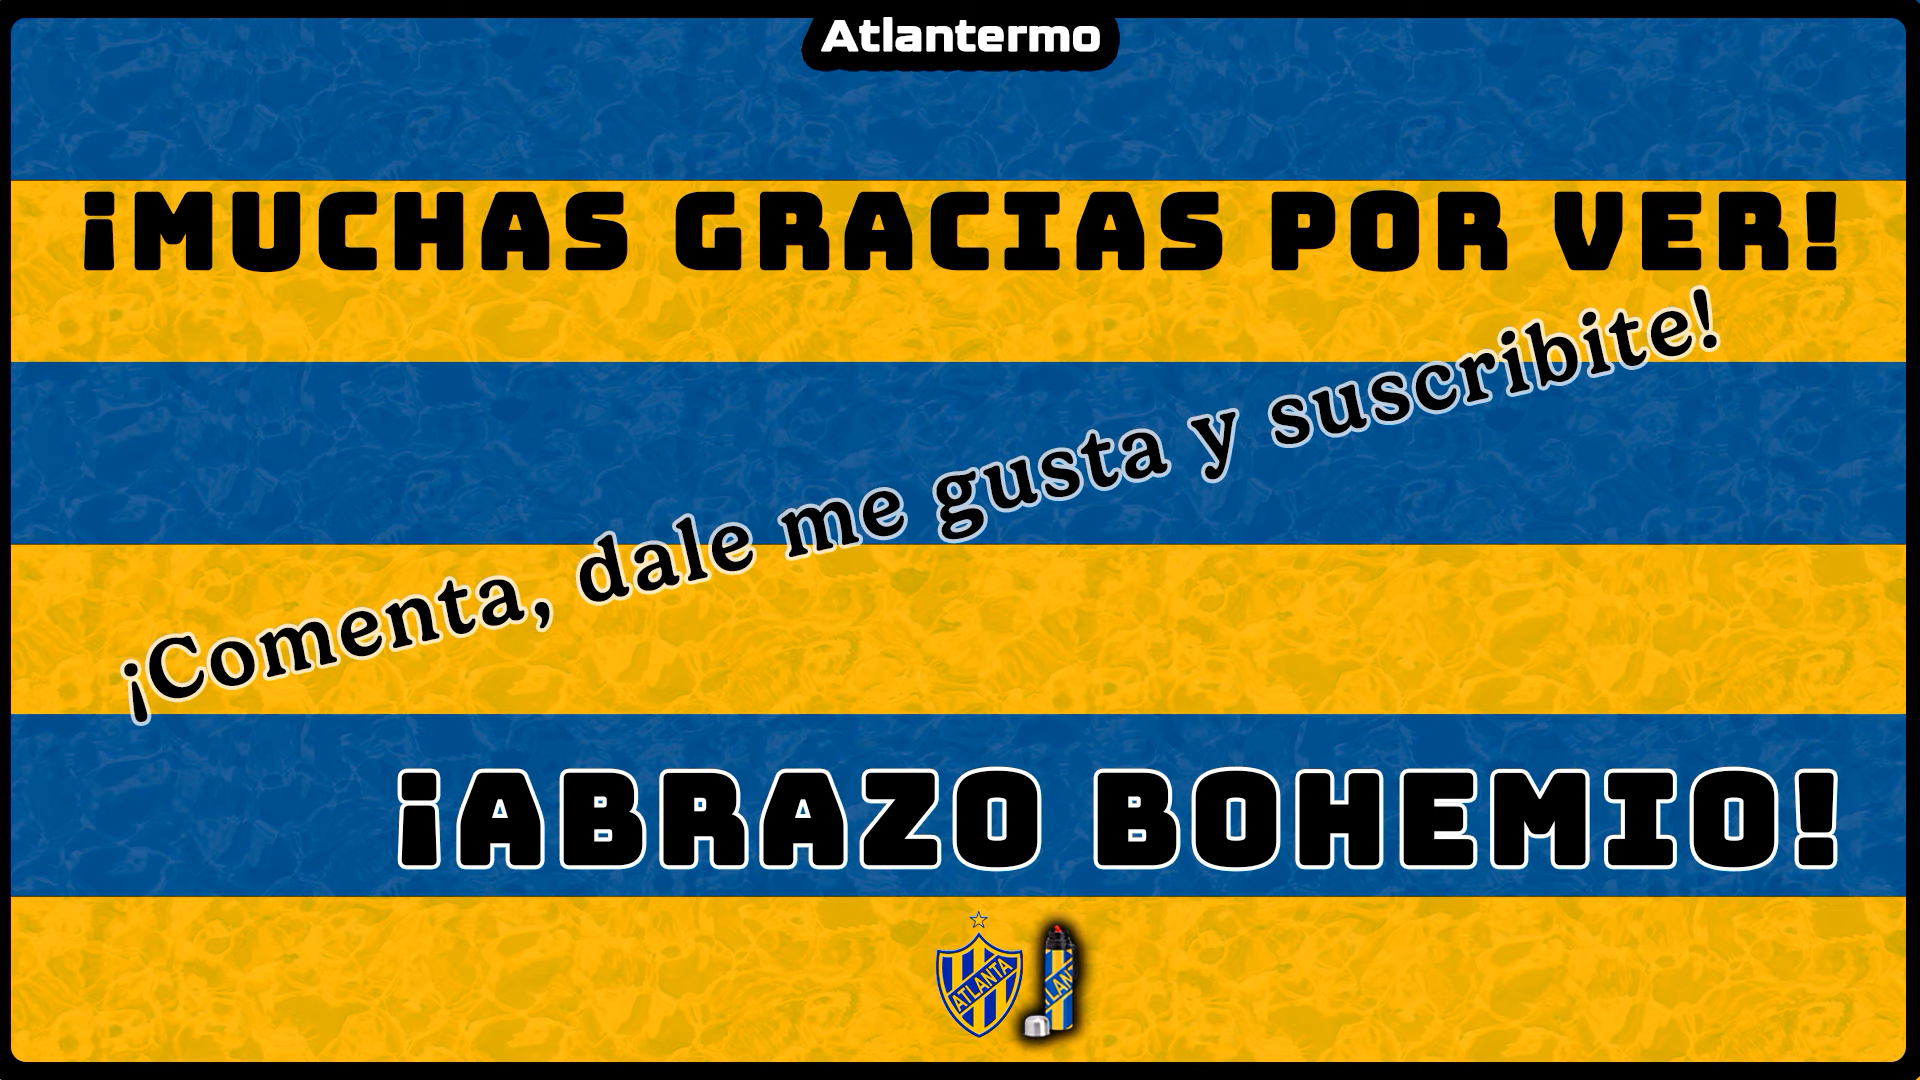 Atlantermo
¡MUCHAS GRACIAS POR VER!
¡Comenta, dale me gusta y suscribite!
¡ABRAZO BOHEMIO!
ATLANTA